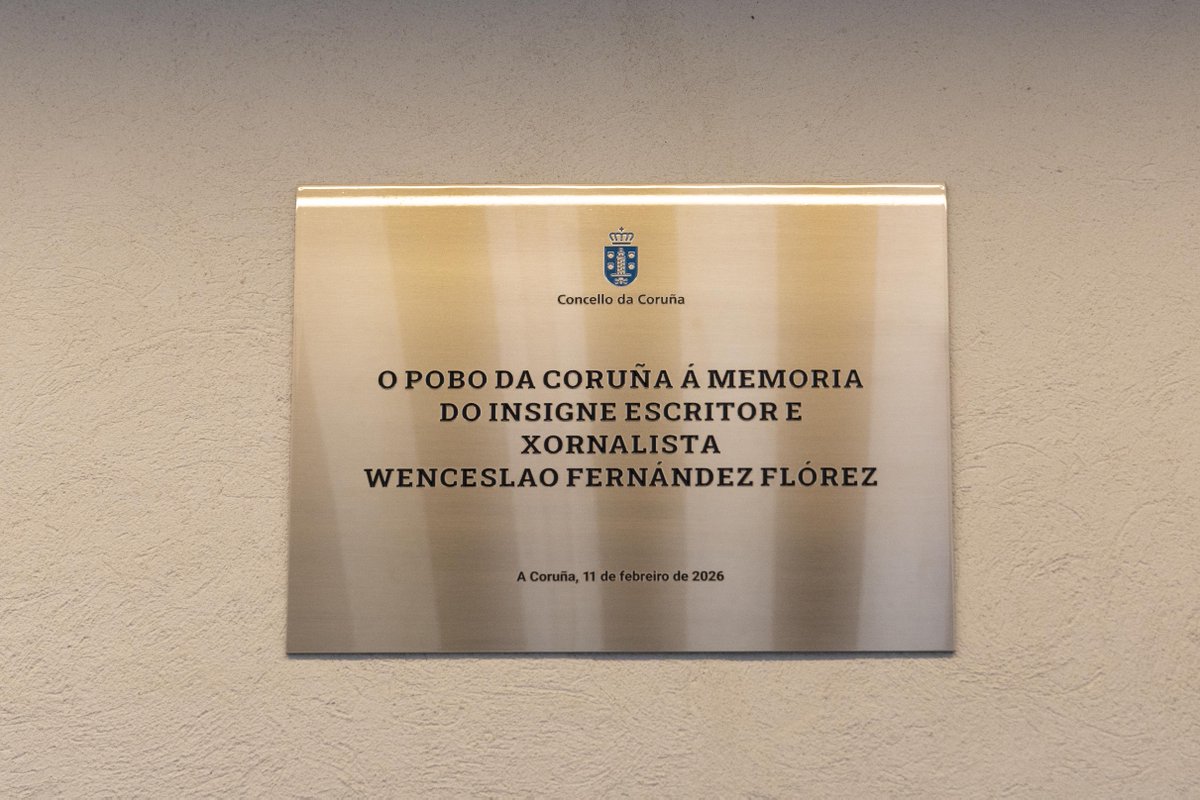 Concello da Coruña
O POBO DA CORUÑA Á MEMORIA
DO INSIGNE ESCRITOR E
XORNALISTA
WENCESLAO FERNÁNDEZ FLÓREZ
A Coruña, 11 de febreiro de 2026